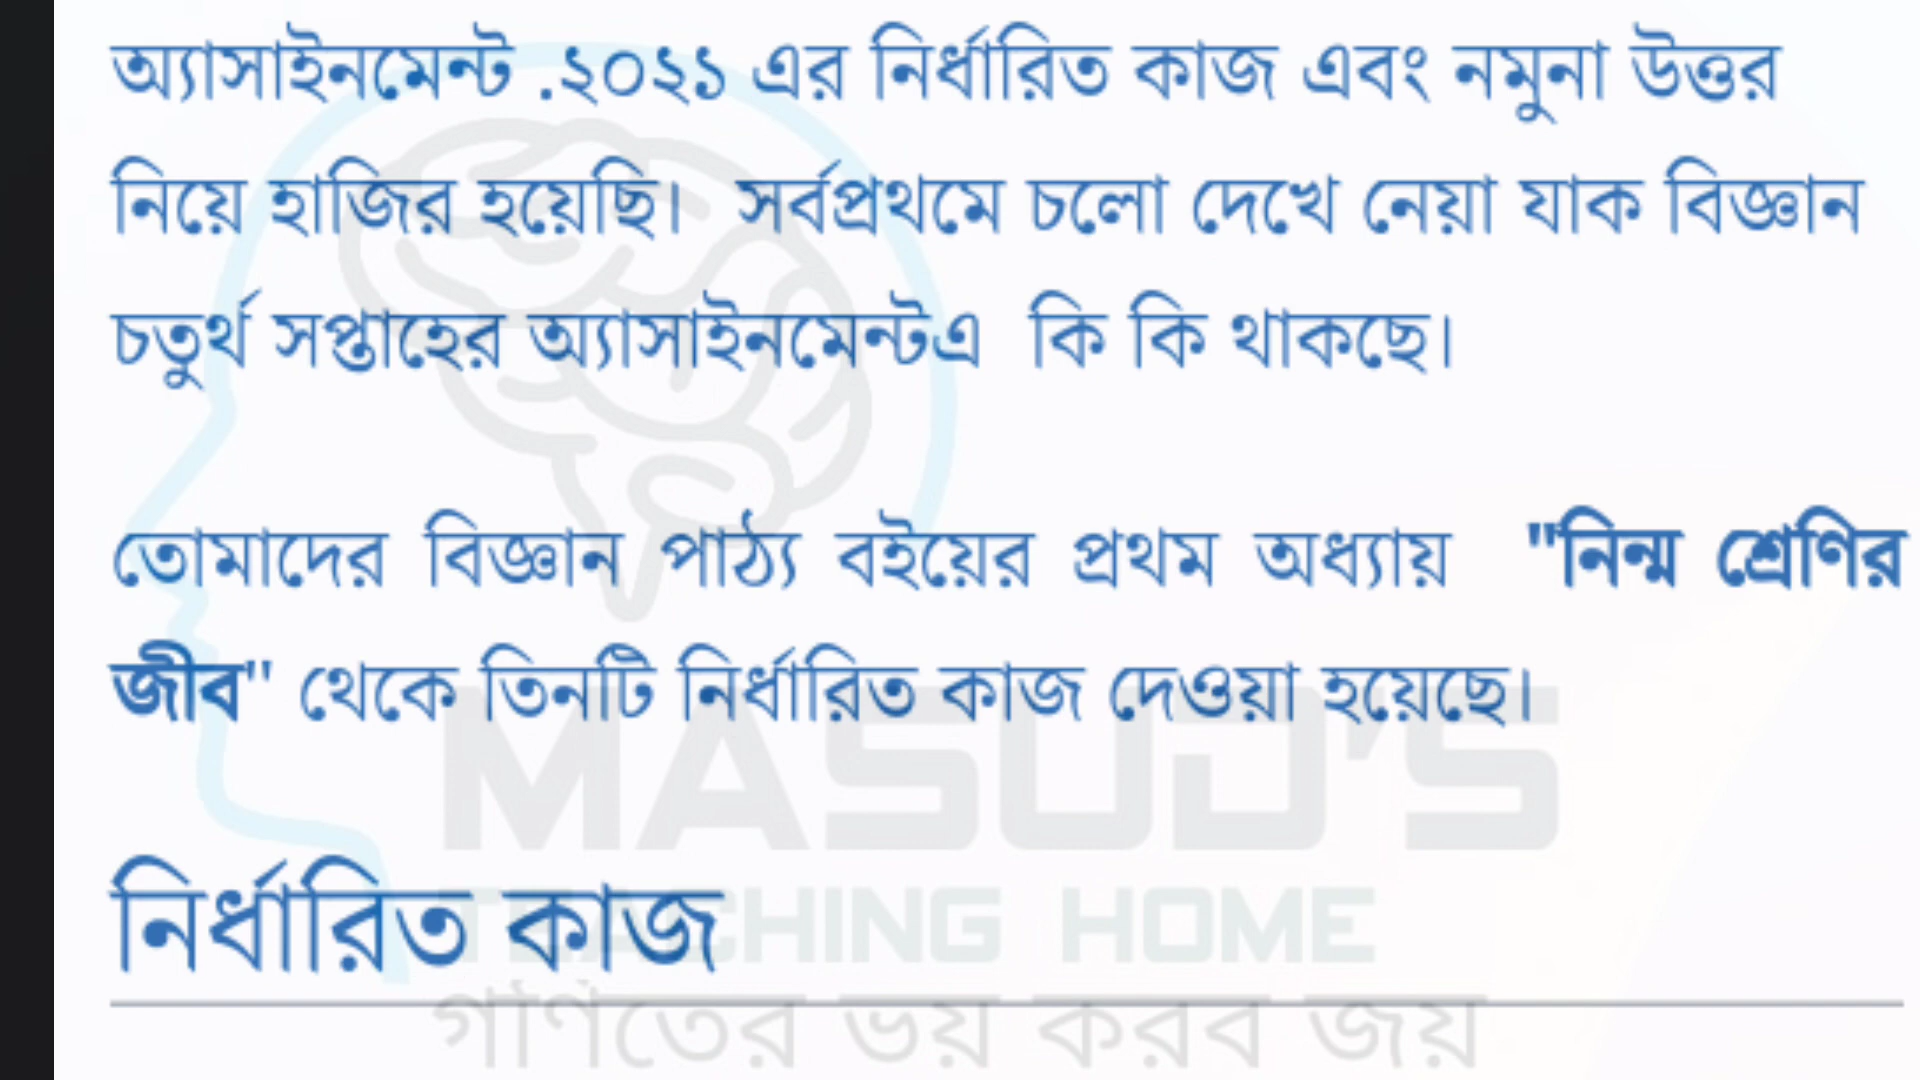 অ্যাসাইনমেন্ট .২০২১ এর নির্ধারিত কাজ এবং নমুনা উত্তর
নিয়ে হাজির হয়েছি। সর্বপ্রথমে চলো দেখে নেয়া যাক বিজ্ঞান
চতুর্থ সপ্তাহের অ্যাসাইনমেন্টএ কি কি থাকছে।
তোমাদের বিজ্ঞান পাঠ্য বইয়ের প্রথম অধ্যায় "নিন্ম শ্রেণির
জীব" থেকে তিনটি নির্ধারিত কাজ দেওয়া হয়েছে।
MASUD'S
নির্ধারিত কাজ
TEACHING HOME
গণিতের ভয় করব জয়